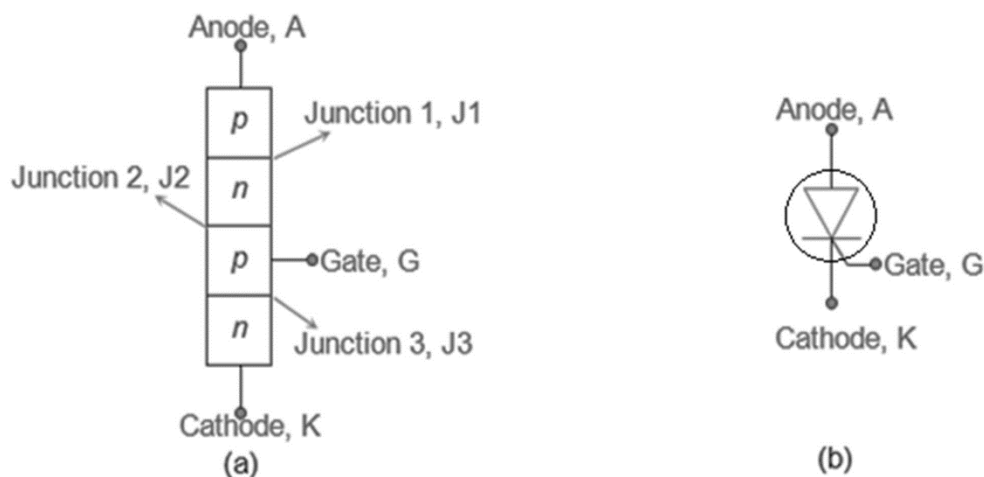 Anode, A
p
Junction 1, J1
Junction 2, J2
n
p
Gate, G
n
Junction 3, J3
Cathode, K
(a)
Anode, A
Gate, G
Cathode, K
(b)